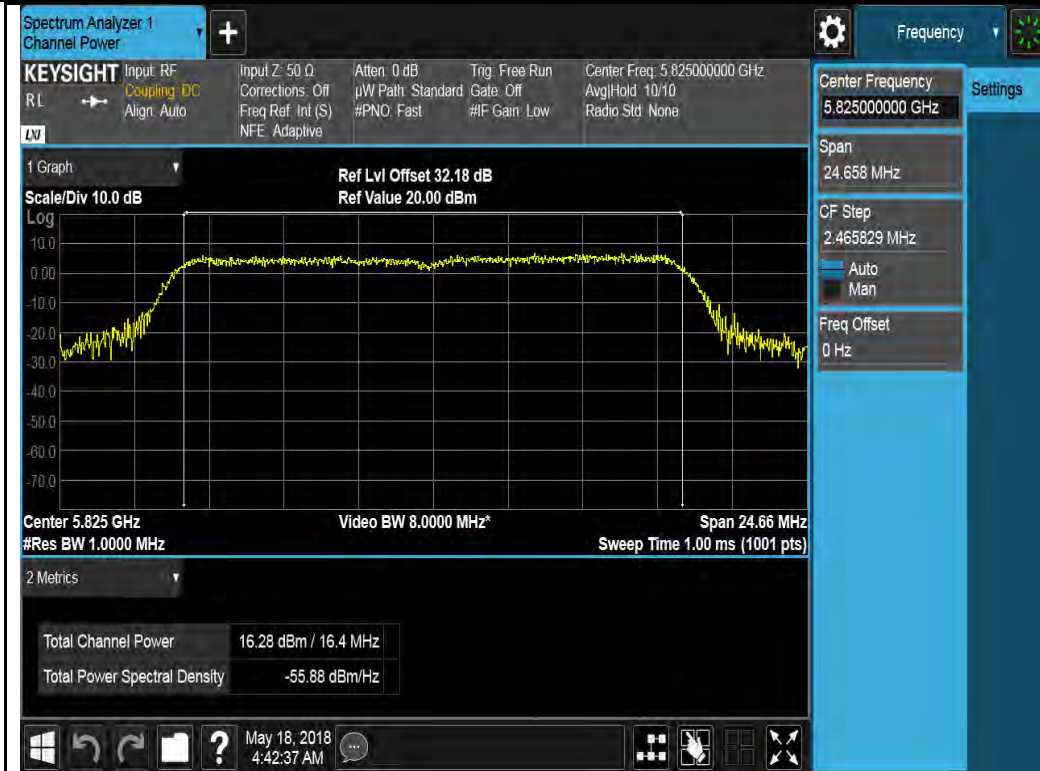 Spectrum Analyzer 1
Channel Power
+
Frequency
KEYSIGHT
RL
LXI
Input: RF
Coupling: DC
Align: Auto
Input Z: 50 Ω
Corrections: Off
Freq Ref: Int (S)
NFE: Adaptive
Atten: 0 dB
µW Path: Standard
#PNO: Fast
Trig: Free Run
Gate: Off
#IF Gain: Low
Center Freq: 5.825000000 GHz
Avg|Hold: 10/10
Radio Std: None
Center Frequency
5.825000000 GHz
Settings
Span
24.658 MHz
CF Step
2.465829 MHz
Auto
Man
Freq Offset
0 Hz
1 Graph
Scale/Div 10.0 dB
Ref Lvl Offset 32.18 dB
Ref Value 20.00 dBm
Log
10.0
0.00
-10.0
-20.0
-30.0
-40.0
-50.0
-60.0
-70.0
Center 5.825 GHz
#Res BW 1.0000 MHz
Video BW 8.0000 MHz*
Span 24.66 MHz
Sweep Time 1.00 ms (1001 pts)
2 Metrics
Total Channel Power 16.28 dBm / 16.4 MHz
Total Power Spectral Density -55.88 dBm/Hz
?
May 18, 2018
4:42:37 AM